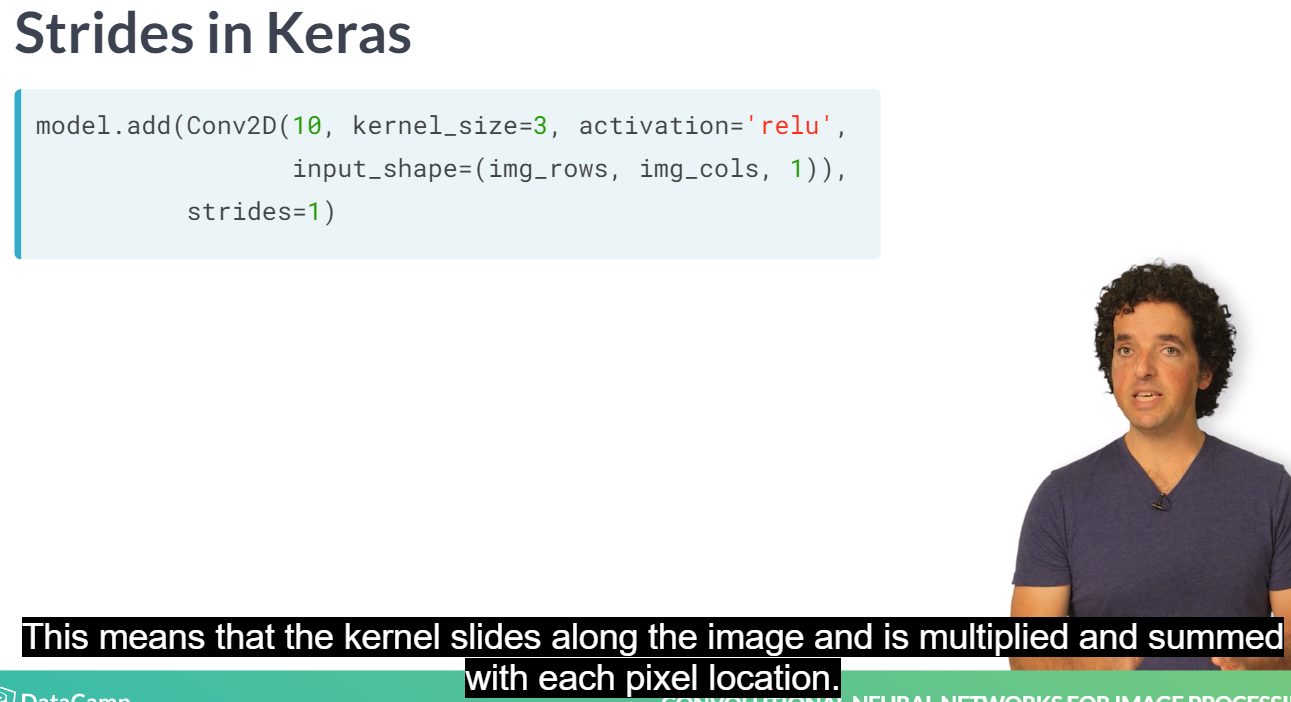 Strides in Keras
model.add(Conv2D(10, kernel_size=3, activation='relu',
input_shape=(img_rows, img_cols, 1)),
strides=1)
This means that the kernel slides along the image and is multiplied and summed
with each pixel location.
DataCamp
CONVOLUTIONAL NEURAL NETWORKS FOR IMAGE PROCESSI